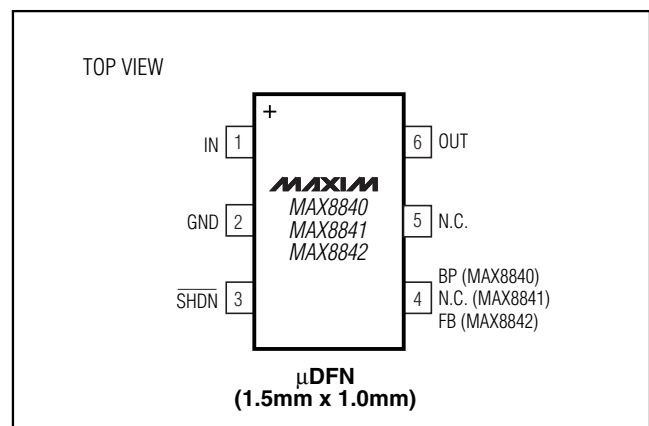 TOP VIEW
+
IN 1
6 OUT
MAXIM
MAX8840
MAX8841
MAX8842
GND 2
5 N.C.
SHDN 3
4
BP (MAX8840)
N.C. (MAX8841)
FB (MAX8842)
µDFN
(1.5mm x 1.0mm)